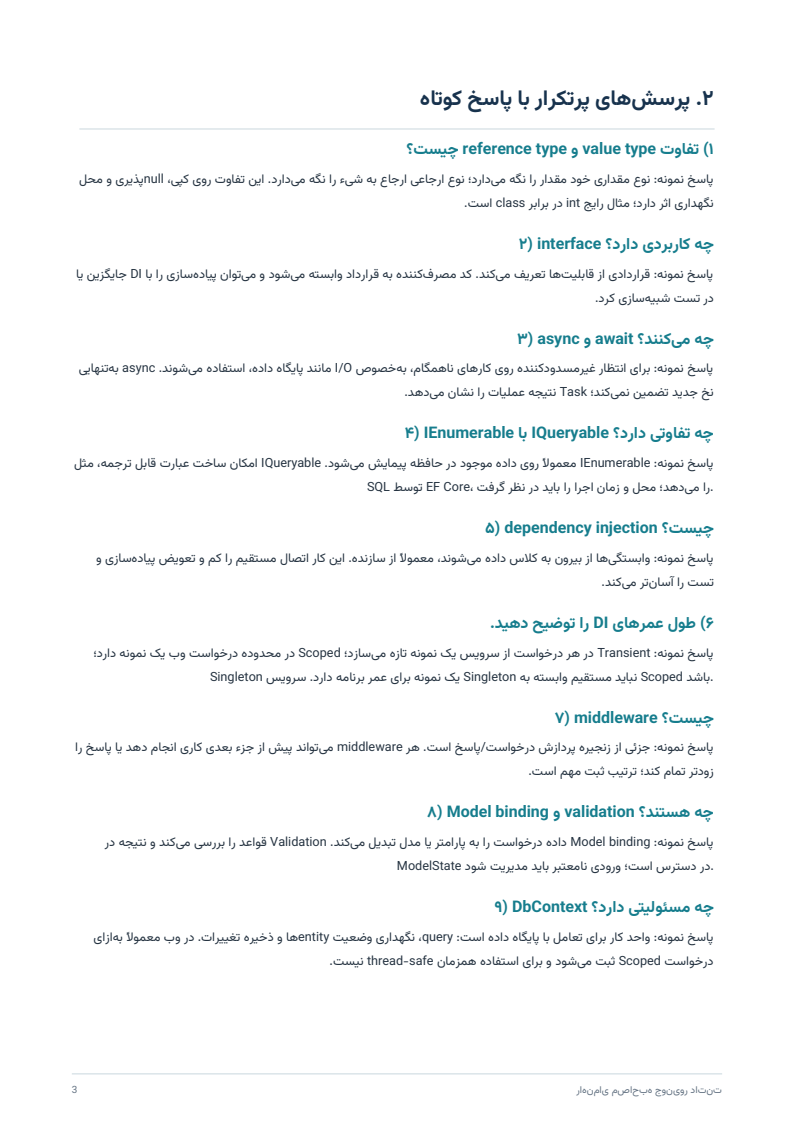 ۲. پرسش‌های پرتکرار با پاسخ کوتاه
۱) تفاوت value type و reference type چیست؟
پاسخ نمونه: نوع مقداری خود مقدار را نگه می‌دارد؛ نوع ارجاعی ارجاع به شیء را نگه می‌دارد. این تفاوت روی کپی، nullپذیری و محل
نگهداری اثر دارد؛ مثال رایج int در برابر class است.
۲) interface چه کاربردی دارد؟
پاسخ نمونه: قراردادی از قابلیت‌ها تعریف می‌کند. کد مصرف‌کننده به قرارداد وابسته می‌شود و می‌توان پیاده‌سازی را با DI جایگزین یا
در تست شبیه‌سازی کرد.
۳) async و await چه می‌کنند؟
پاسخ نمونه: برای انتظار غیرمسدودکننده روی کارهای ناهمگام، به‌خصوص I/O مانند پایگاه داده، استفاده می‌شوند. async به‌تنهایی
نخ جدید تضمین نمی‌کند؛ Task نتیجه عملیات را نشان می‌دهد.
۴) IEnumerable با IQueryable چه تفاوتی دارد؟
پاسخ نمونه: IEnumerable معمولاً روی داده موجود در حافظه پیمایش می‌شود. IQueryable امکان ساخت عبارت قابل ترجمه، مثل
SQL توسط EF Core، را می‌دهد؛ محل و زمان اجرا را باید در نظر گرفت.
۵) dependency injection چیست؟
پاسخ نمونه: وابستگی‌ها از بیرون به کلاس داده می‌شوند، معمولاً از سازنده. این کار اتصال مستقیم را کم و تعویض پیاده‌سازی و
تست را آسان‌تر می‌کند.
۶) طول عمرهای DI را توضیح دهید.
پاسخ نمونه: Transient در هر درخواست از سرویس یک نمونه تازه می‌سازد؛ Scoped در محدوده درخواست وب یک نمونه دارد؛
Singleton یک نمونه برای عمر برنامه دارد. سرویس Singleton نباید مستقیم وابسته به Scoped باشد.
۷) middleware چیست؟
پاسخ نمونه: جزئی از زنجیره پردازش درخواست/پاسخ است. هر middleware می‌تواند پیش از جزء بعدی کاری انجام دهد یا پاسخ را
زودتر تمام کند؛ ترتیب ثبت مهم است.
۸) Model binding و validation چه هستند؟
پاسخ نمونه: Model binding داده درخواست را به پارامتر یا مدل تبدیل می‌کند. Validation قواعد را بررسی می‌کند و نتیجه در
ModelState در دسترس است؛ ورودی نامعتبر باید مدیریت شود.
۹) DbContext چه مسئولیتی دارد؟
پاسخ نمونه: واحد کار برای تعامل با پایگاه داده است: query، نگهداری وضعیت entityها و ذخیره تغییرات. در وب معمولاً به‌ازای
درخواست Scoped ثبت می‌شود و برای استفاده همزمان thread-safe نیست.
راهنمای مصاحبه جونیور دات‌نت
3